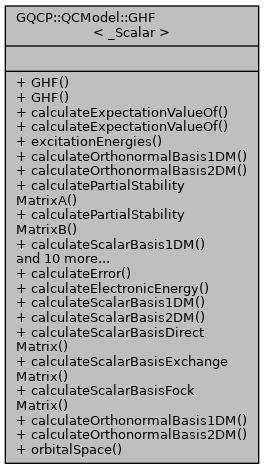 GQCP::QCModel::GHF
< _Scalar >
+ GHF()
+ GHF()
+ calculateExpectationValueOf()
+ calculateExpectationValueOf()
+ excitationEnergies()
+ calculateOrthonormalBasis1DM()
+ calculateOrthonormalBasis2DM()
+ calculatePartialStability
MatrixA()
+ calculatePartialStability
MatrixB()
+ calculateScalarBasis1DM()
and 10 more...
+ calculateError()
+ calculateElectronicEnergy()
+ calculateScalarBasis1DM()
+ calculateScalarBasis2DM()
+ calculateScalarBasisDirect
Matrix()
+ calculateScalarBasisExchange
Matrix()
+ calculateScalarBasisFock
Matrix()
+ calculateOrthonormalBasis1DM()
+ calculateOrthonormalBasis2DM()
+ orbitalSpace()